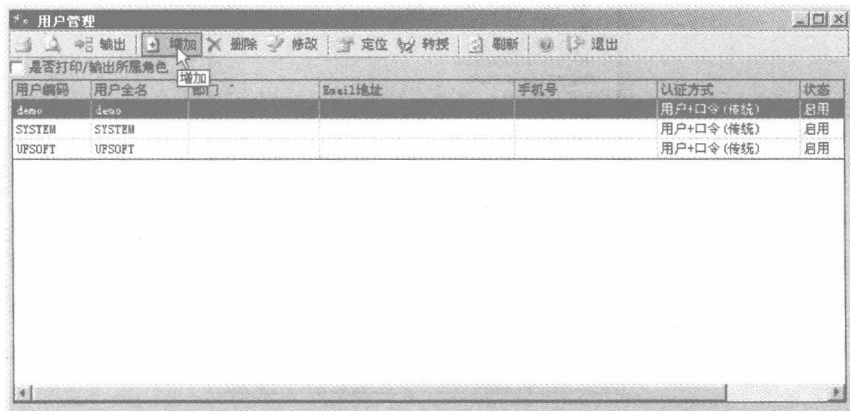 用户管理
输出 增加 删除 修改 定位 转授 刷新 退出
是否打印/输出所属角色
增加
用户编码 用户全名 部门 Email地址 手机号 认证方式 状态
demo demo 用户+口令(传统) 启用
SYSTEM SYSTEM 用户+口令(传统) 启用
UFSOFT UFSOFT 用户+口令(传统) 启用